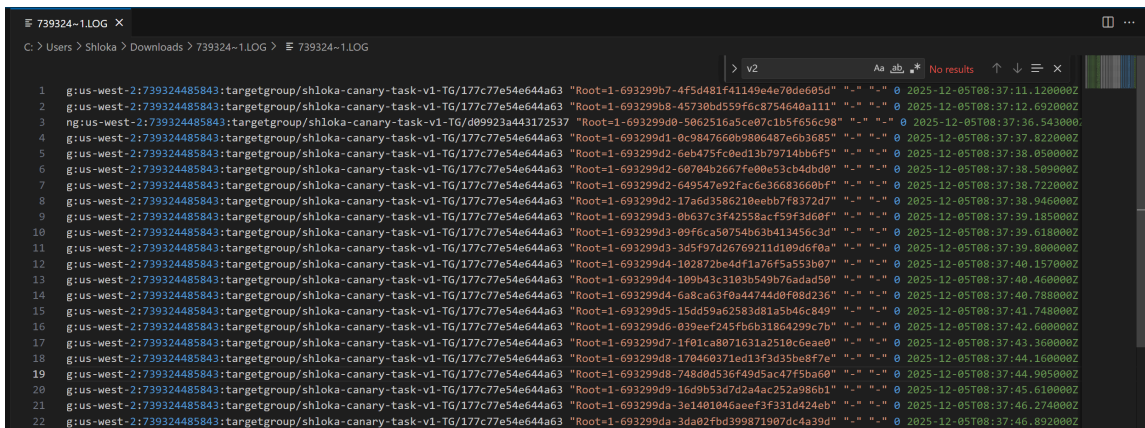 739324~1.LOG ×
C: > Users > Shloka > Downloads > 739324~1.LOG > 739324~1.LOG
v2 Aa ab .* No results
1 g:us-west-2:739324485843:targetgroup/shloka-canary-task-v1-TG/177c77e54e644a63 "Root=1-693299b7-4f5d481f41149e4e70de605d" "-" "-" 0 2025-12-05T08:37:11.120000Z
2 g:us-west-2:739324485843:targetgroup/shloka-canary-task-v1-TG/177c77e54e644a63 "Root=1-693299b8-45730bd559f6c8754640a111" "-" "-" 0 2025-12-05T08:37:12.692000Z
3 ng:us-west-2:739324485843:targetgroup/shloka-canary-task-v1-TG/d09923a443172537 "Root=1-693299d0-5062516a5ce07c1b5f656c98" "-" "-" 0 2025-12-05T08:37:36.543000Z
4 g:us-west-2:739324485843:targetgroup/shloka-canary-task-v1-TG/177c77e54e644a63 "Root=1-693299d1-0c9847660b9806487e6b3685" "-" "-" 0 2025-12-05T08:37:37.822000Z
5 g:us-west-2:739324485843:targetgroup/shloka-canary-task-v1-TG/177c77e54e644a63 "Root=1-693299d2-6eb475fc0ed13b79714bb6f5" "-" "-" 0 2025-12-05T08:37:38.050000Z
6 g:us-west-2:739324485843:targetgroup/shloka-canary-task-v1-TG/177c77e54e644a63 "Root=1-693299d2-60704b2667fe00e53cb4dbd0" "-" "-" 0 2025-12-05T08:37:38.509000Z
7 g:us-west-2:739324485843:targetgroup/shloka-canary-task-v1-TG/177c77e54e644a63 "Root=1-693299d2-649547e92fac6e36683660bf" "-" "-" 0 2025-12-05T08:37:38.722000Z
8 g:us-west-2:739324485843:targetgroup/shloka-canary-task-v1-TG/177c77e54e644a63 "Root=1-693299d2-17a6d3586210eebb7f8372d7" "-" "-" 0 2025-12-05T08:37:38.946000Z
9 g:us-west-2:739324485843:targetgroup/shloka-canary-task-v1-TG/177c77e54e644a63 "Root=1-693299d3-0b637c3f42558acf59f3d60f" "-" "-" 0 2025-12-05T08:37:39.185000Z
10 g:us-west-2:739324485843:targetgroup/shloka-canary-task-v1-TG/177c77e54e644a63 "Root=1-693299d3-09f6ca50754b63b413456c3d" "-" "-" 0 2025-12-05T08:37:39.618000Z
11 g:us-west-2:739324485843:targetgroup/shloka-canary-task-v1-TG/177c77e54e644a63 "Root=1-693299d3-3d5f97d26769211d109d6f0a" "-" "-" 0 2025-12-05T08:37:39.800000Z
12 g:us-west-2:739324485843:targetgroup/shloka-canary-task-v1-TG/177c77e54e644a63 "Root=1-693299d4-102872be4df1a76f5a553b07" "-" "-" 0 2025-12-05T08:37:40.157000Z
13 g:us-west-2:739324485843:targetgroup/shloka-canary-task-v1-TG/177c77e54e644a63 "Root=1-693299d4-109b43c3103b549b76adad50" "-" "-" 0 2025-12-05T08:37:40.460000Z
14 g:us-west-2:739324485843:targetgroup/shloka-canary-task-v1-TG/177c77e54e644a63 "Root=1-693299d4-6a8ca63f0a44744d0f08d236" "-" "-" 0 2025-12-05T08:37:40.788000Z
15 g:us-west-2:739324485843:targetgroup/shloka-canary-task-v1-TG/177c77e54e644a63 "Root=1-693299d5-15dd59a62583d81a5b46c849" "-" "-" 0 2025-12-05T08:37:41.748000Z
16 g:us-west-2:739324485843:targetgroup/shloka-canary-task-v1-TG/177c77e54e644a63 "Root=1-693299d6-039eef245fb6b31864299c7b" "-" "-" 0 2025-12-05T08:37:42.600000Z
17 g:us-west-2:739324485843:targetgroup/shloka-canary-task-v1-TG/177c77e54e644a63 "Root=1-693299d7-1f01ca8071631a2510c6eae0" "-" "-" 0 2025-12-05T08:37:43.360000Z
18 g:us-west-2:739324485843:targetgroup/shloka-canary-task-v1-TG/177c77e54e644a63 "Root=1-693299d8-170460371ed13f3d35be8f7e" "-" "-" 0 2025-12-05T08:37:44.160000Z
19 g:us-west-2:739324485843:targetgroup/shloka-canary-task-v1-TG/177c77e54e644a63 "Root=1-693299d8-748d0d536f49d5ac47f5ba60" "-" "-" 0 2025-12-05T08:37:44.905000Z
20 g:us-west-2:739324485843:targetgroup/shloka-canary-task-v1-TG/177c77e54e644a63 "Root=1-693299d9-16d9b53d7d2a4ac252a986b1" "-" "-" 0 2025-12-05T08:37:45.610000Z
21 g:us-west-2:739324485843:targetgroup/shloka-canary-task-v1-TG/177c77e54e644a63 "Root=1-693299da-3e1401046aeef3f331d424eb" "-" "-" 0 2025-12-05T08:37:46.274000Z
22 g:us-west-2:739324485843:targetgroup/shloka-canary-task-v1-TG/177c77e54e644a63 "Root=1-693299da-3da02fbd399871907dc4a39d" "-" "-" 0 2025-12-05T08:37:46.892000Z